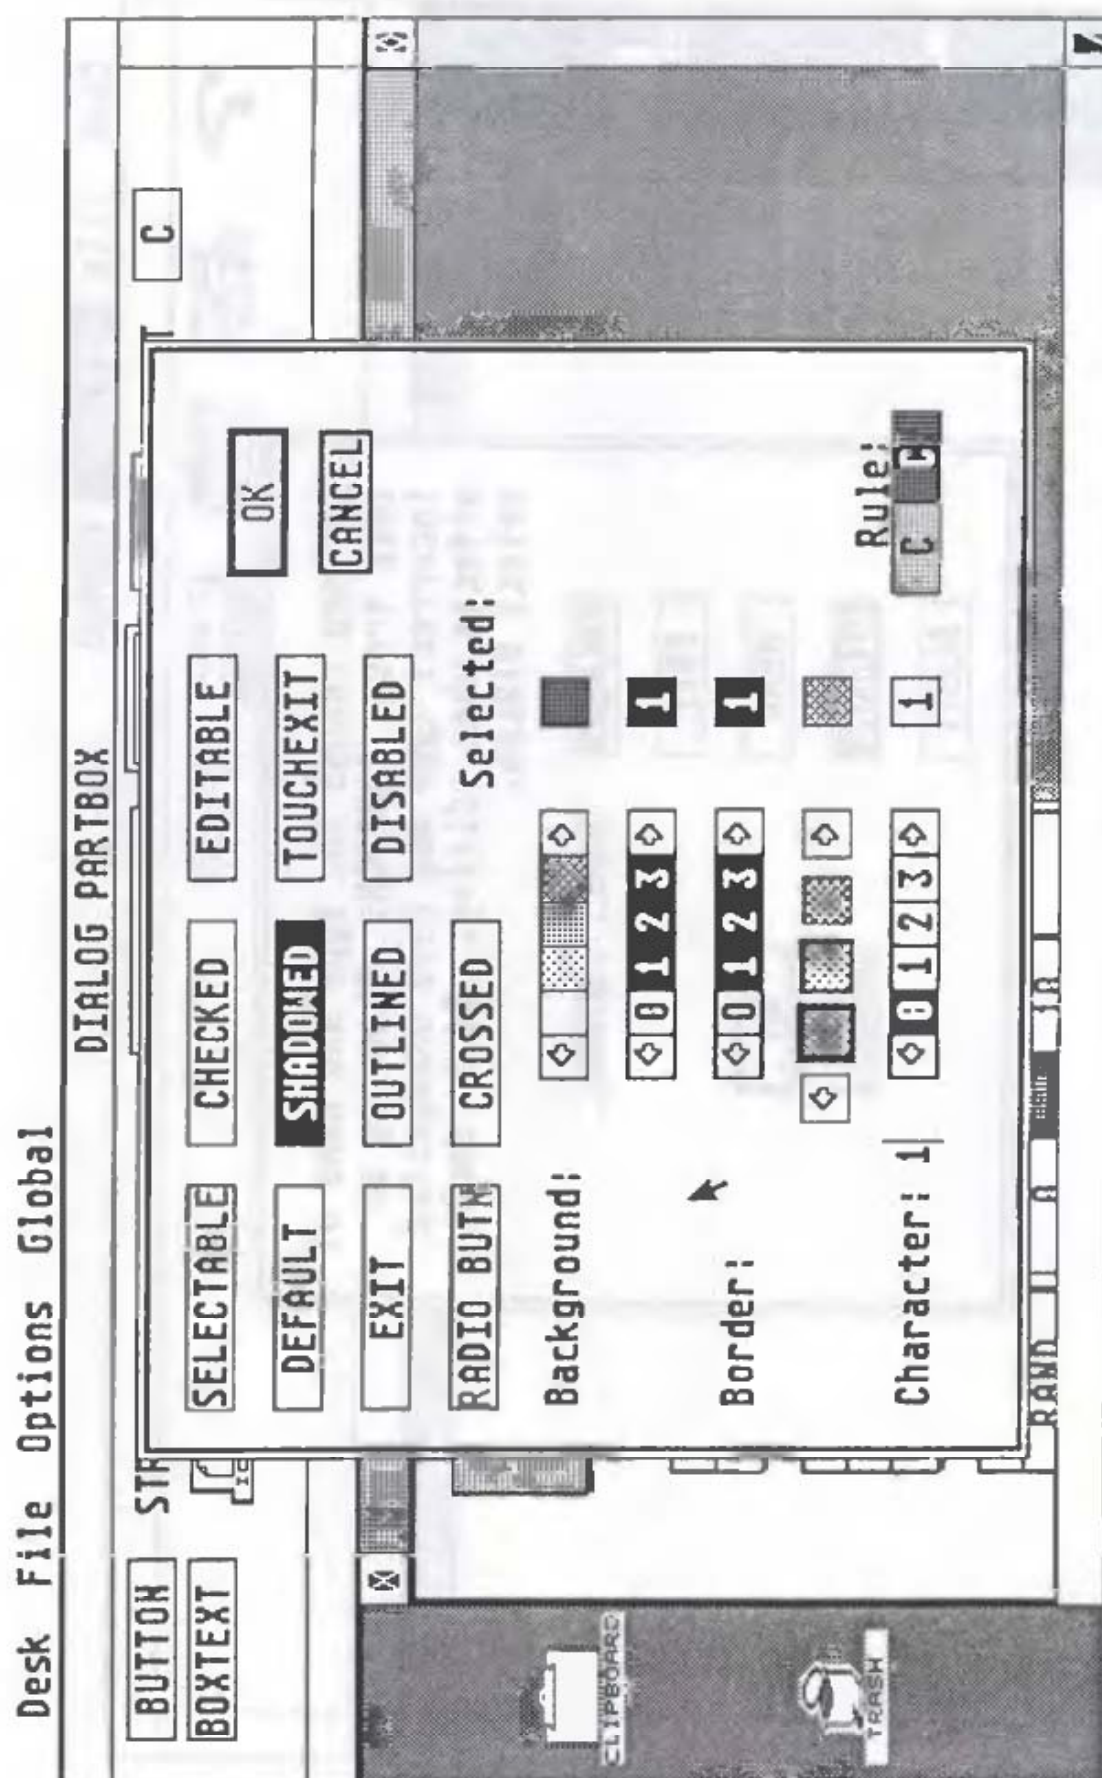 Desk File Options Global
DIALOG PARTBOX
BUTTON STR C
BOXTEXT
SELECTABLE CHECKED EDITABLE OK
DEFAULT SHADOWED TOUCHEXIT CANCEL
EXIT OUTLINED DISABLED
RADIO BUTN CROSSED Selected:
Background:
0 1 2 3 1
Border: 0 1 2 3 1
Rule:
Character: 1 0 1 2 3 1 C C
CLIPBOARD
TRASH